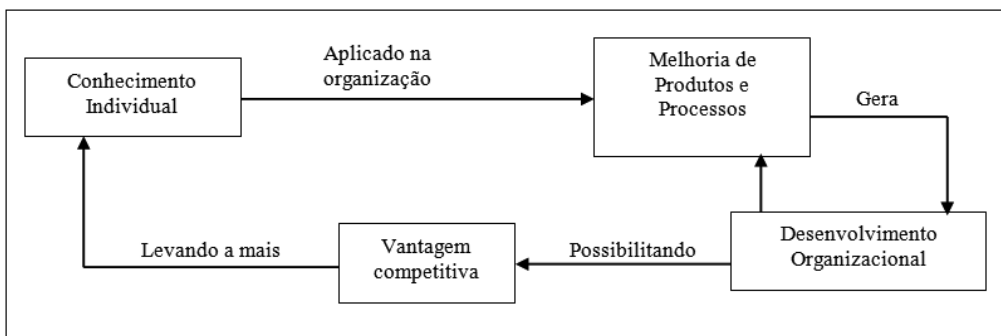 Conhecimento
Individual
Aplicado na
organização
Melhoria de
Produtos e
Processos
Gera
Desenvolvimento
Organizacional
Possibilitando
Vantagem
competitiva
Levando a mais